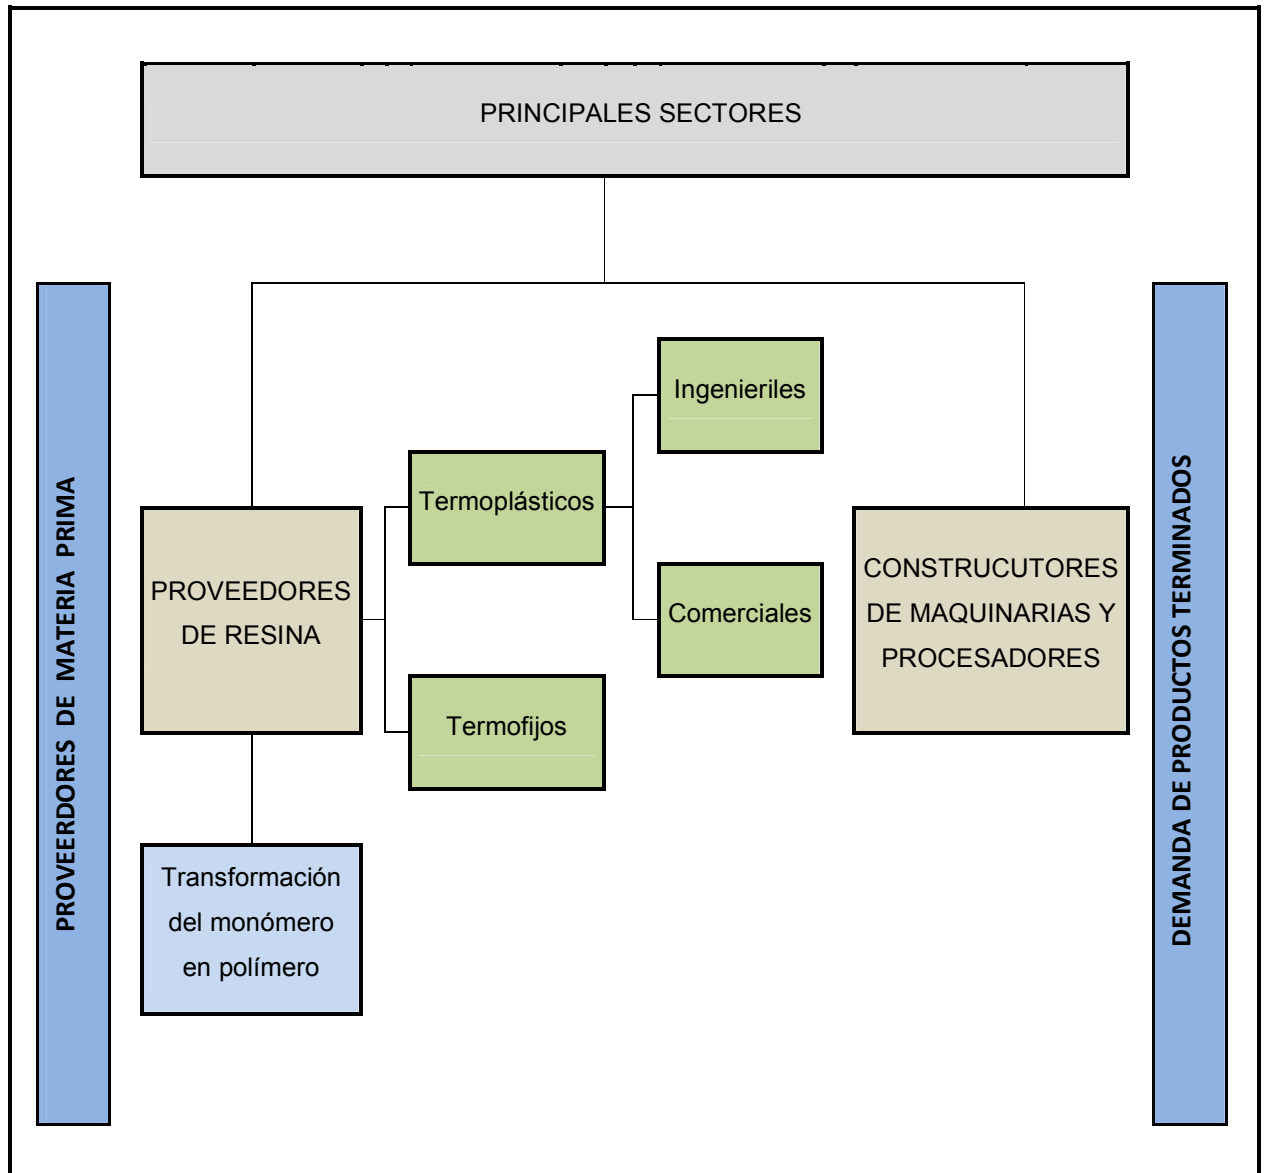 PRINCIPALES SECTORES
PROVEERDORES DE MATERIA PRIMA
Ingenieriles
Termoplásticos
Comerciales
Termofijos
PROVEEDORES
DE RESINA
CONSTRUCUTORES
DE MAQUINARIAS Y
PROCESADORES
Transformación
del monómero
en polímero
DEMANDA DE PRODUCTOS TERMINADOS